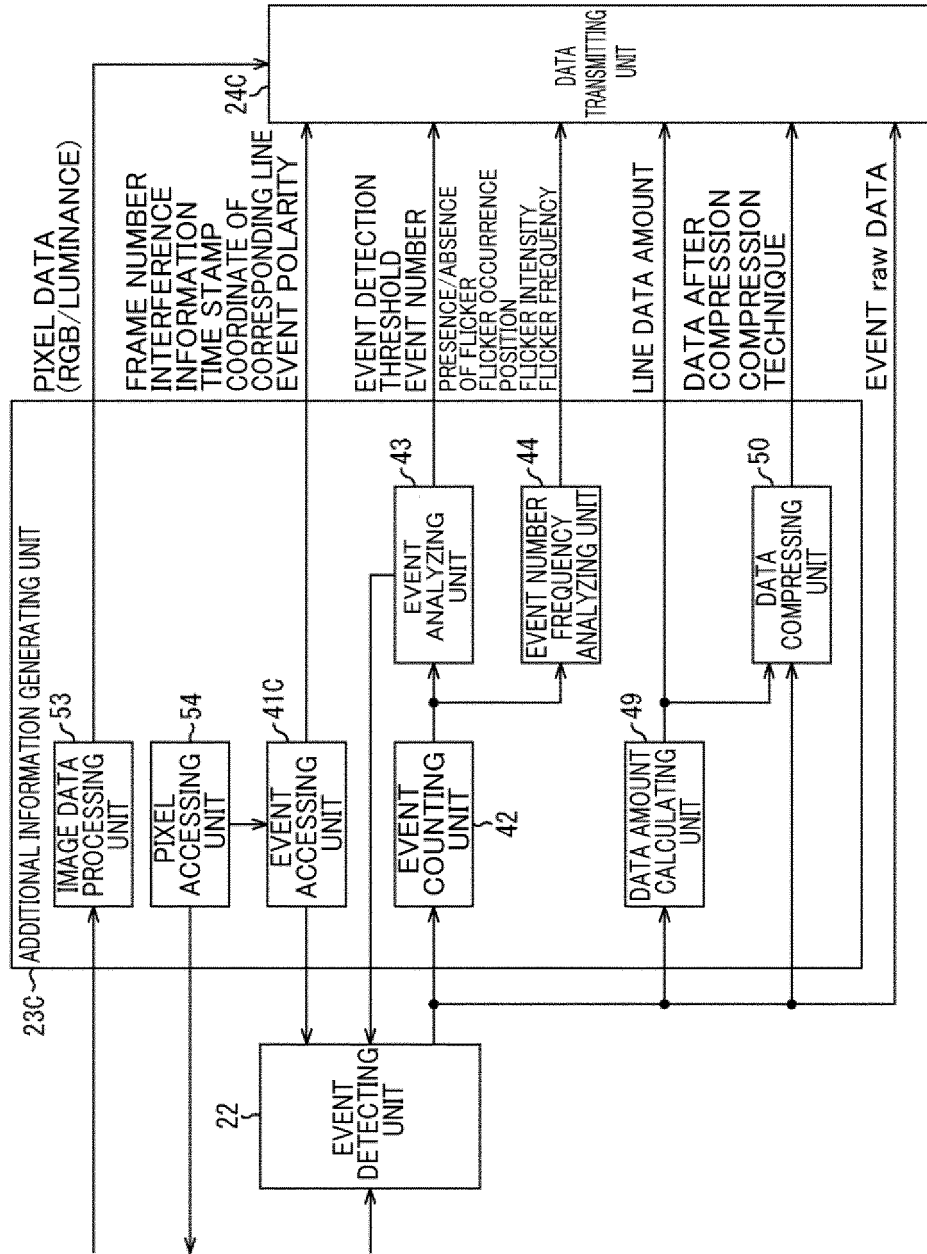 23C
ADDITIONAL INFORMATION GENERATING UNIT
53
IMAGE DATA
PROCESSING
UNIT
54
PIXEL
ACCESSING
UNIT
41C
EVENT
ACCESSING
UNIT
22
EVENT
DETECTING
UNIT
EVENT
COUNTING
UNIT
42
43
EVENT
ANALYZING
UNIT
44
EVENT NUMBER
FREQUENCY
ANALYZING UNIT
49
DATA AMOUNT
CALCULATING
UNIT
50
DATA
COMPRESSING
UNIT
PIXEL DATA
(RGB/LUMINANCE)
FRAME NUMBER
INTERFERENCE
INFORMATION
TIME STAMP
COORDINATE OF
CORRESPONDING LINE
EVENT POLARITY
EVENT DETECTION
THRESHOLD
EVENT NUMBER
PRESENCE/ABSENCE
OF FLICKER
FLICKER OCCURRENCE
POSITION
FLICKER INTENSITY
FLICKER FREQUENCY
LINE DATA AMOUNT
DATA AFTER
COMPRESSION
COMPRESSION
TECHNIQUE
EVENT raw DATA
24C
DATA
TRANSMITTING
UNIT